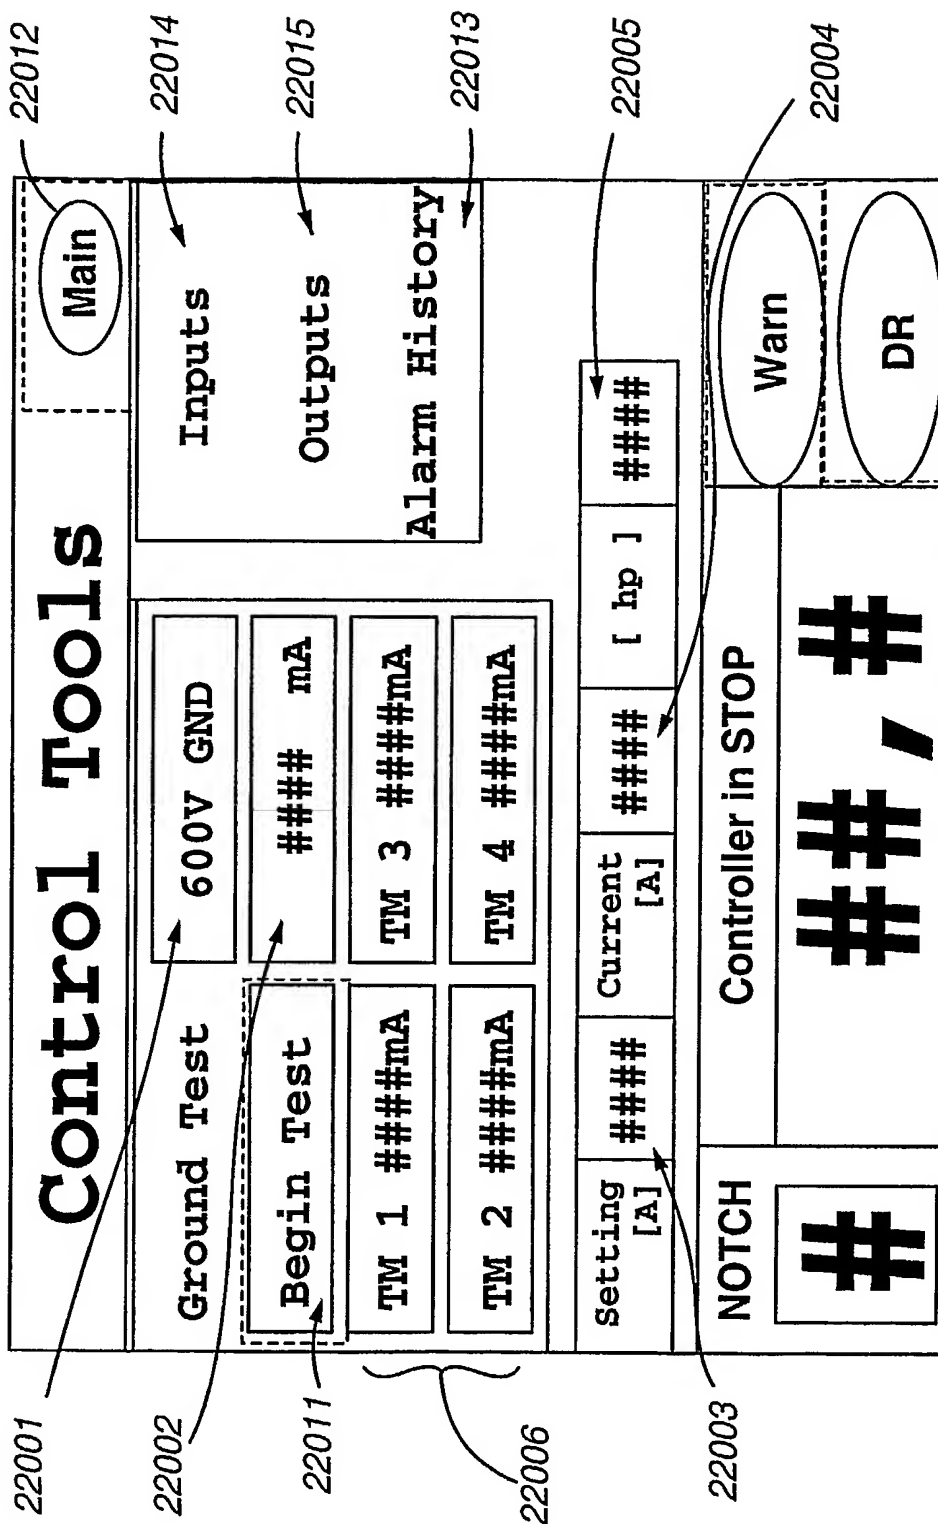 Control Tools
Main
Ground Test
600V GND
Begin Test
### mA
TM 1 ####mA
TM 3 ####mA
TM 2 ####mA
TM 4 ####mA
Inputs
Outputs
Alarm History
Setting [A]
####
Current [A]
####
[ hp ]
####
NOTCH
#
Controller in STOP
##,#
Warn
DR
22001
22002
22011
22006
22003
22012
22014
22015
22013
22005
22004